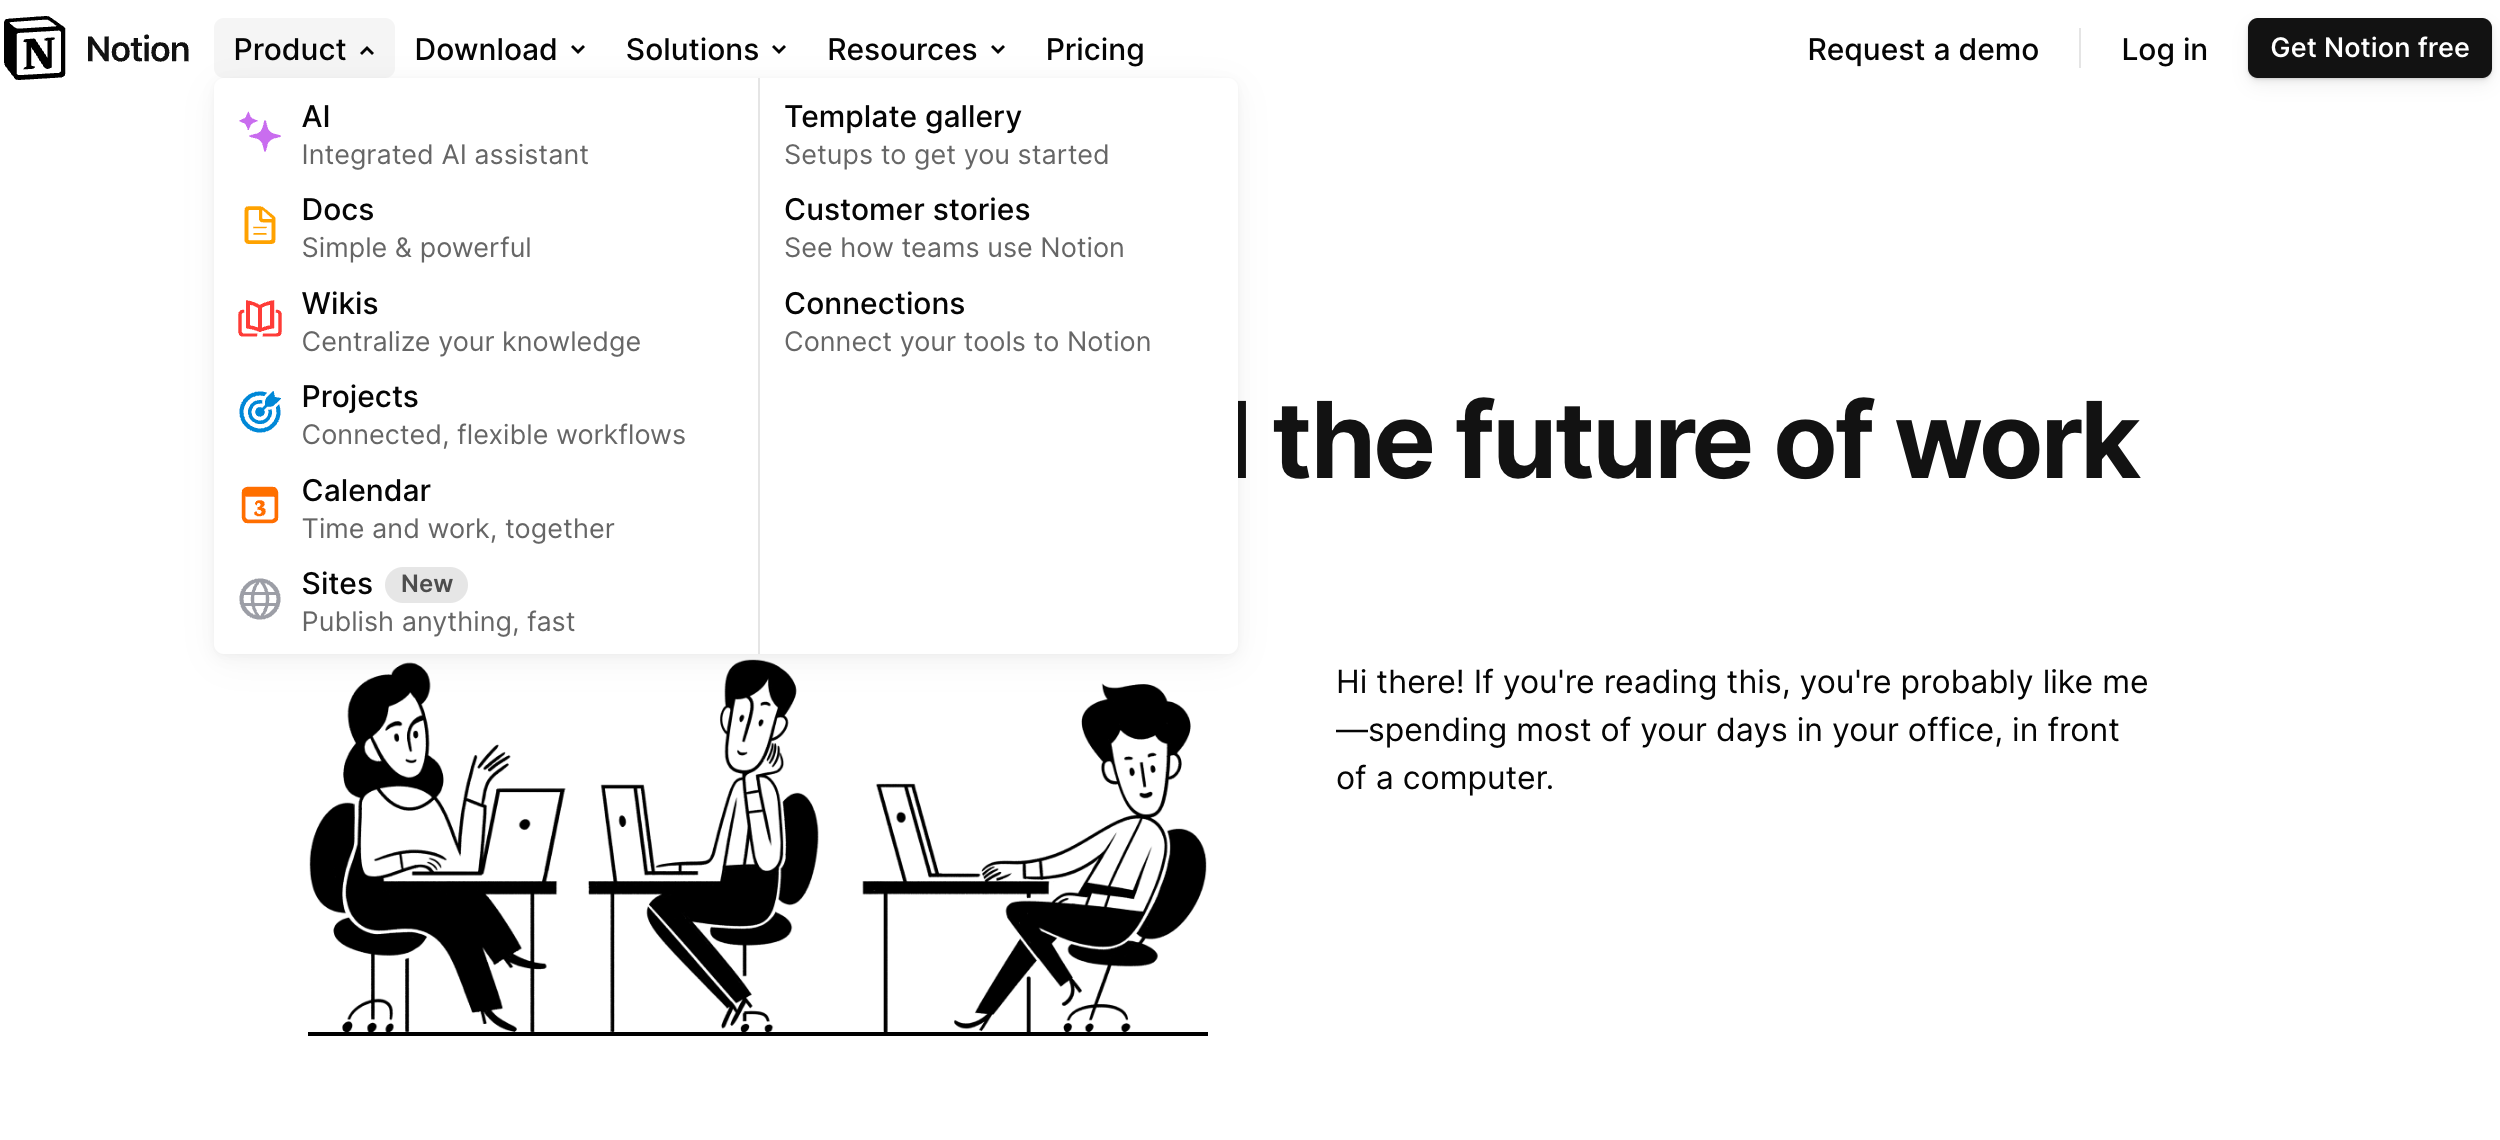 Notion
Product
Download
Solutions
Resources
Pricing
Request a demo
Log in
Get Notion free
AI
Integrated AI assistant
Docs
Simple & powerful
Wikis
Centralize your knowledge
Projects
Connected, flexible workflows
3
Calendar
Time and work, together
Sites New
Publish anything, fast
Template gallery
Setups to get you started
Customer stories
See how teams use Notion
Connections
Connect your tools to Notion
the future of work
Hi there! If you're reading this, you're probably like me
—spending most of your days in your office, in front
of a computer.